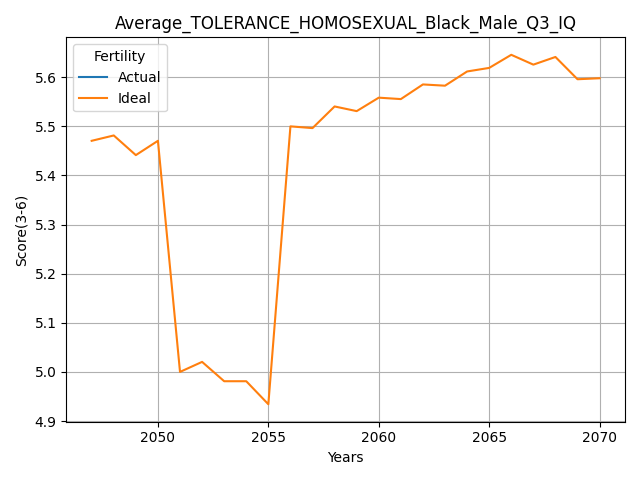 Average_TOLERANCE_HOMOSEXUAL_Black_Male_Q3_IQ
Fertility
Actual
Ideal
Score(3-6)
5.6
5.5
5.4
5.3
5.2
5.1
5.0
4.9
2050 2055 2060 2065 2070
Years